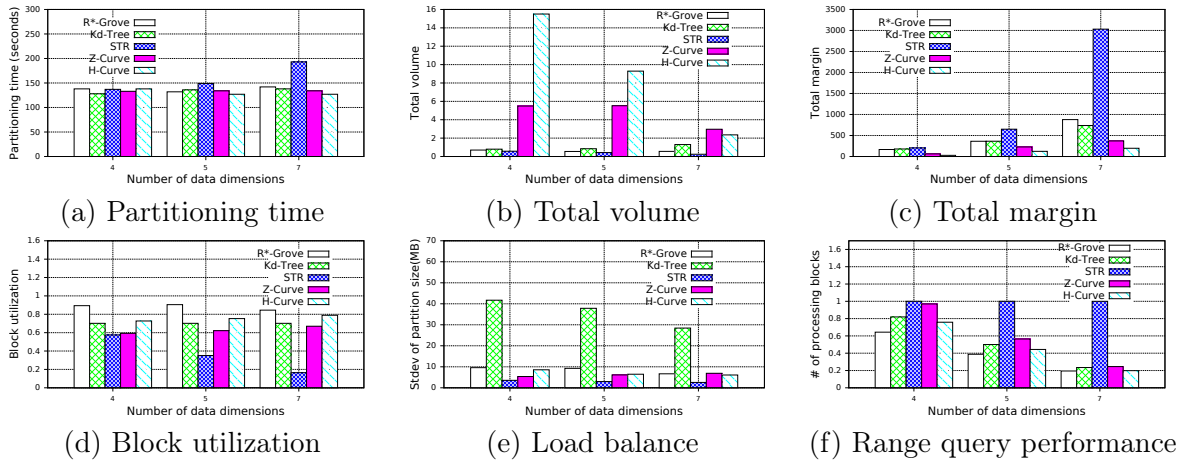 300
250
200
150
100
50
0
Partitioning time (seconds)
R*-Grove
Kd-Tree
STR
Z-Curve
H-Curve
4 5 7
Number of data dimensions
(a) Partitioning time
16
14
12
10
8
6
4
2
0
Total volume
R*-Grove
Kd-Tree
STR
Z-Curve
H-Curve
4 5 7
Number of data dimensions
(b) Total volume
3500
3000
2500
2000
1500
1000
500
0
Total margin
R*-Grove
Kd-Tree
STR
Z-Curve
H-Curve
4 5 7
Number of data dimensions
(c) Total margin
1.6
1.4
1.2
1
0.8
0.6
0.4
0.2
0
Block utilization
R*-Grove
Kd-Tree
STR
Z-Curve
H-Curve
4 5 7
Number of data dimensions
(d) Block utilization
70
60
50
40
30
20
10
0
Stdev of partition size(MB)
R*-Grove
Kd-Tree
STR
Z-Curve
H-Curve
4 5 7
Number of data dimensions
(e) Load balance
1.6
1.4
1.2
1
0.8
0.6
0.4
0.2
0
# of processing blocks
R*-Grove
Kd-Tree
STR
Z-Curve
H-Curve
4 5 7
Number of data dimensions
(f) Range query performance